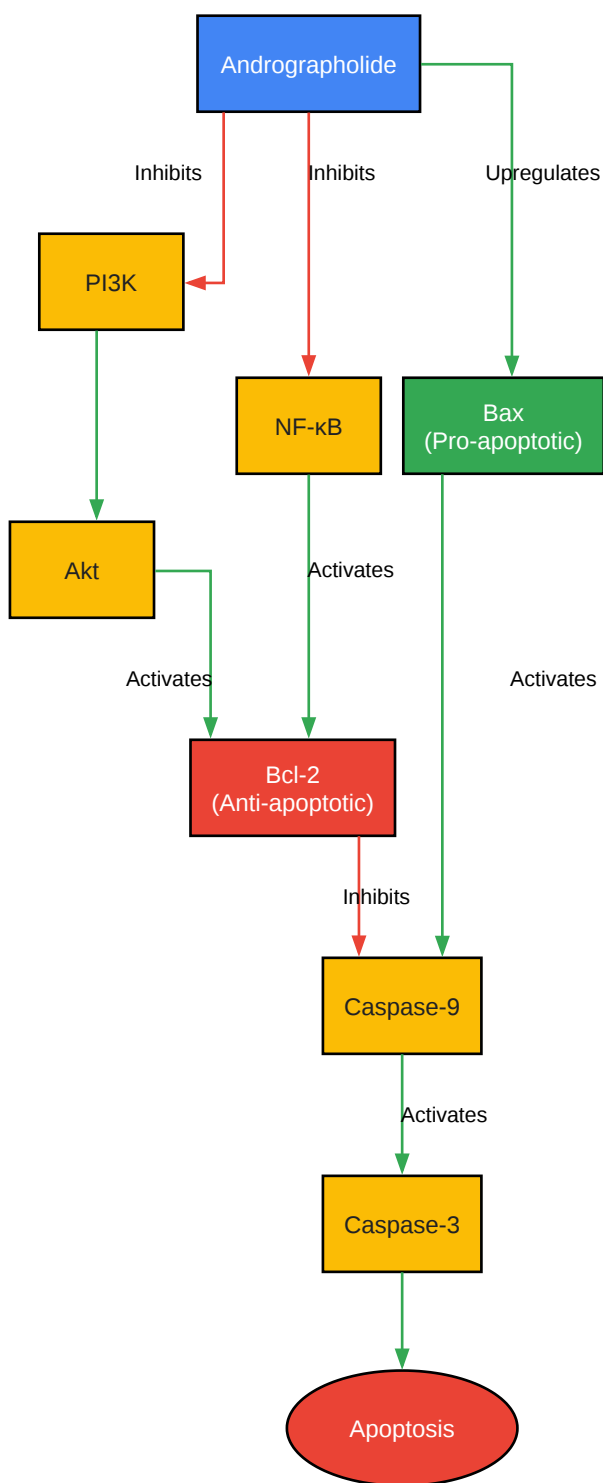 Andrographolide
Inhibits
Inhibits
Upregulates
PI3K
NF-κB
Bax
(Pro-apoptotic)
Akt
Activates
Activates
Activates
Bcl-2
(Anti-apoptotic)
Inhibits
Caspase-9
Activates
Caspase-3
Apoptosis